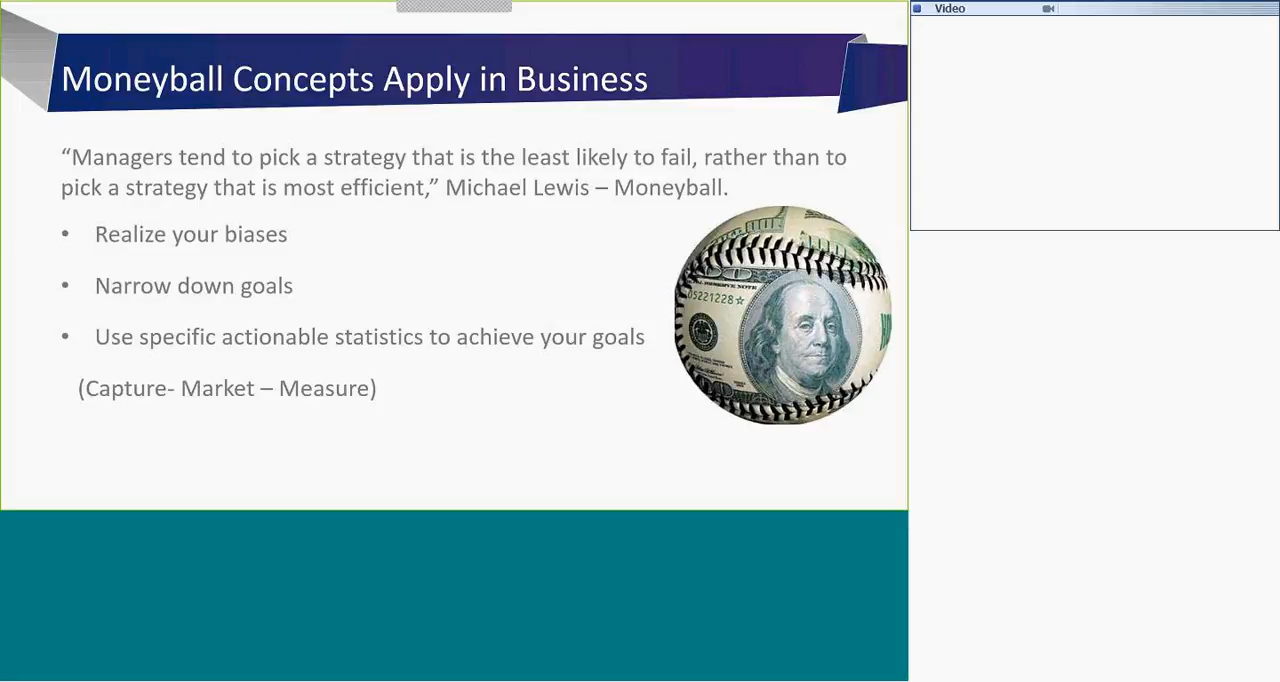 Video
Moneyball Concepts Apply in Business
“Managers tend to pick a strategy that is the least likely to fail, rather than to
pick a strategy that is most efficient,” Michael Lewis – Moneyball.
• Realize your biases
• Narrow down goals
• Use specific actionable statistics to achieve your goals
(Capture- Market – Measure)
05221228☆